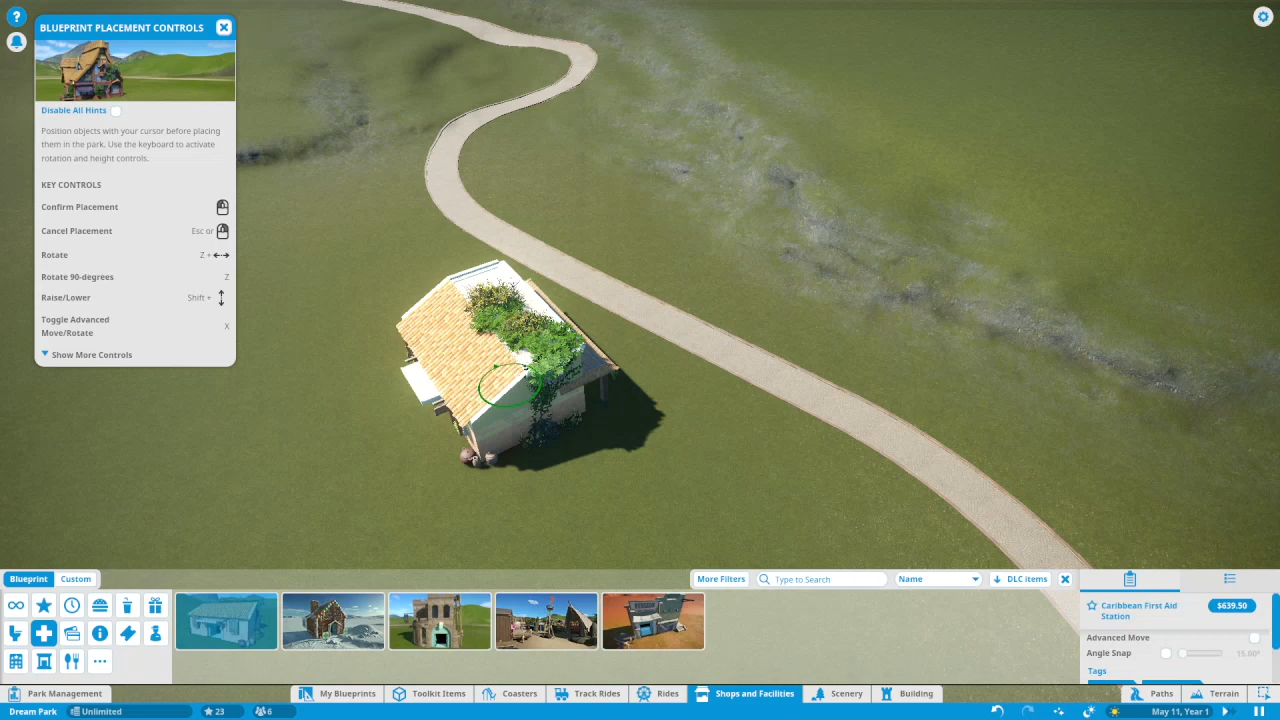 BLUEPRINT PLACEMENT CONTROLS
Disable All Hints
Position objects with your cursor before placing
them in the park. Use the keyboard to activate
rotation and height controls.
KEY CONTROLS
Confirm Placement
Cancel Placement Esc or
Rotate Z +
Rotate 90-degrees Z
Raise/Lower Shift +
Toggle Advanced
Move/Rotate X
Show More Controls
Blueprint Custom More Filters Type to Search Name DLC items
Caribbean First Aid
Station
$639.50
Advanced Move
Angle Snap 15.00°
Tags
Park Management My Blueprints Toolkit Items Coasters Track Rides Rides Shops and Facilities Scenery Building Paths Terrain
Dream Park Unlimited 23 6 May 11, Year 1